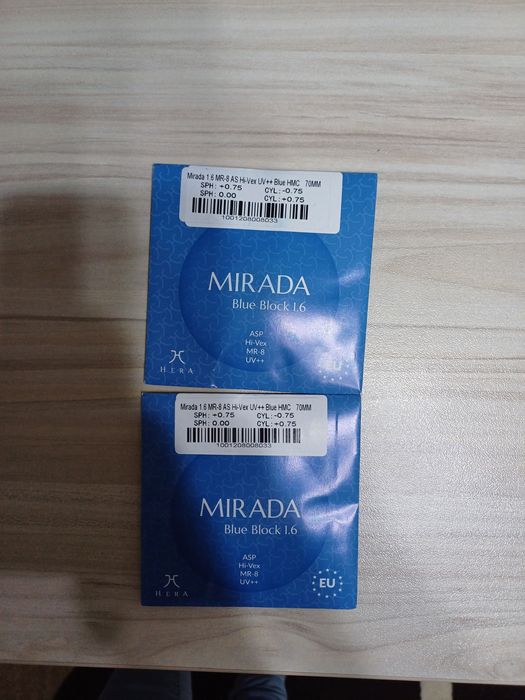 Mirada 1.6 MR-8 AS Hi-Vex UV++ Blue HMC 70MM
SPH: +0.75 CYL: -0.75
SPH: 0.00 CYL: +0.75
1001208008033
MIRADA
Blue Block 1.6
ASP
Hi-Vex
MR-8
UV++
HERA
EU
Mirada 1.6 MR-8 AS Hi-Vex UV++ Blue HMC 70MM
SPH: +0.75 CYL: -0.75
SPH: 0.00 CYL: +0.75
1001208008033
MIRADA
Blue Block 1.6
ASP
Hi-Vex
MR-8
UV++
HERA
EU